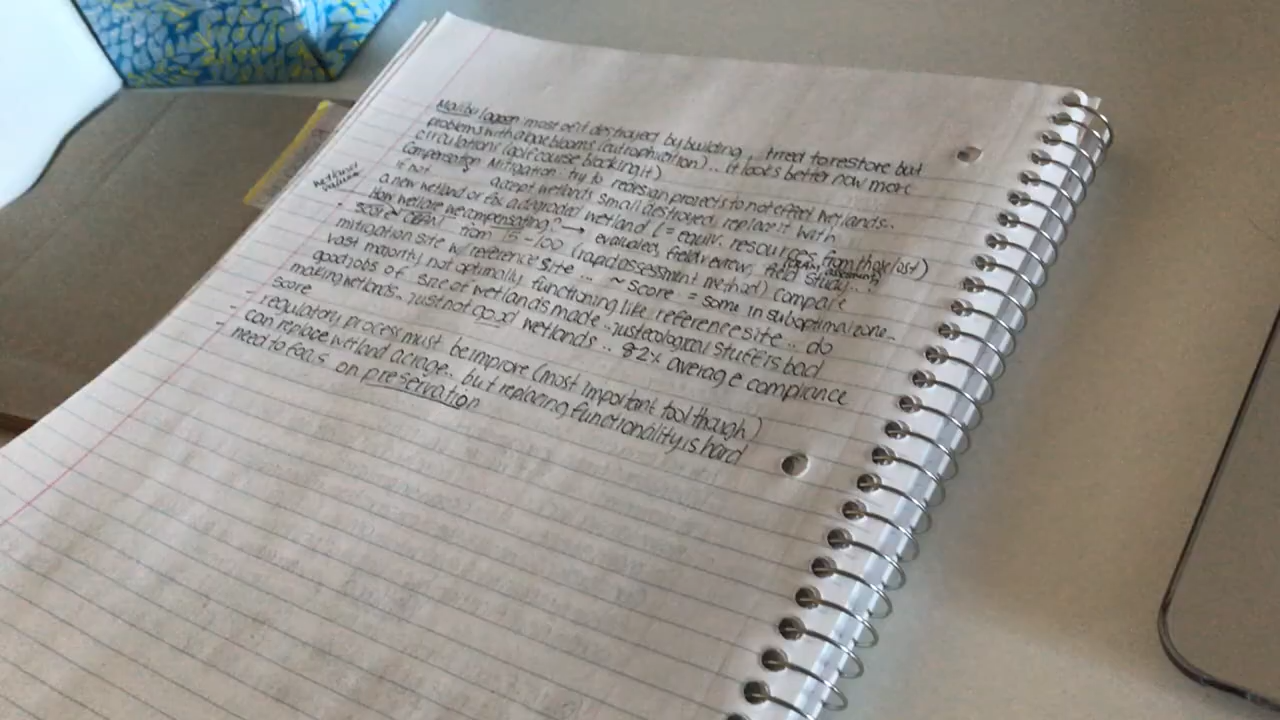 Malibu lagoon most of it destroyed by building, tried to restore but
problems with algae blooms (eutrophication)... it looks better now more
circulations (golf course backing it)
Compensation Mitigation: try to redesign projects to not effect wetlands..
if not accept wetlands small destroyed, replace it with
a new wetland or fix a degraded wetland (= equiv. resources from those lost)
How well are we compensating? → evaluated, field review, field study..
score CRAM from 25-100 (rapid assessment method) compare
mitigation site w/ reference site ... ~ score = some in suboptimal zone..
vast majority not optimally functioning like reference site .. do
good jobs of size of wetlands made .. just ecological stuff is bad
making wetlands.. just not good wetlands .. 82% average compliance
score
- regulatory process must be improve (most important tool though)
- can replace wetland acrage.. but replacing functionality is hard
- need to focus on preservation